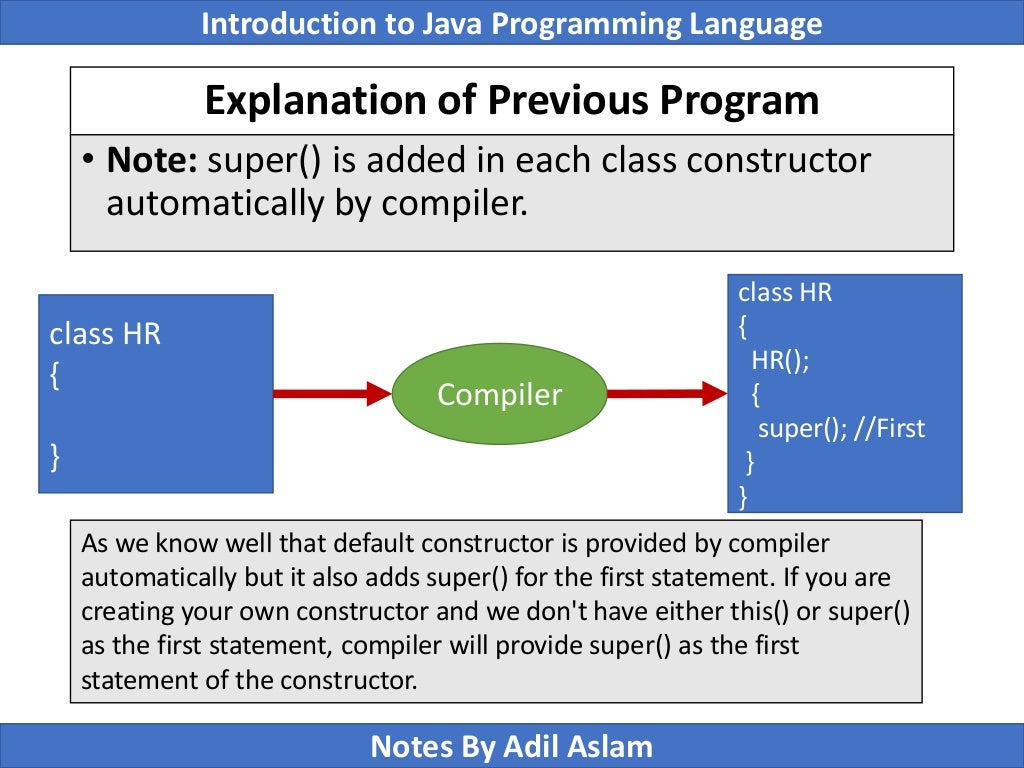 Introduction to Java Programming Language
Explanation of Previous Program
• Note: super() is added in each class constructor
automatically by compiler.
class HR
{
}
Compiler
class HR
{
HR();
{
super(); //First
}
}
As we know well that default constructor is provided by compiler
automatically but it also adds super() for the first statement. If you are
creating your own constructor and we don't have either this() or super()
as the first statement, compiler will provide super() as the first
statement of the constructor.
Notes By Adil Aslam